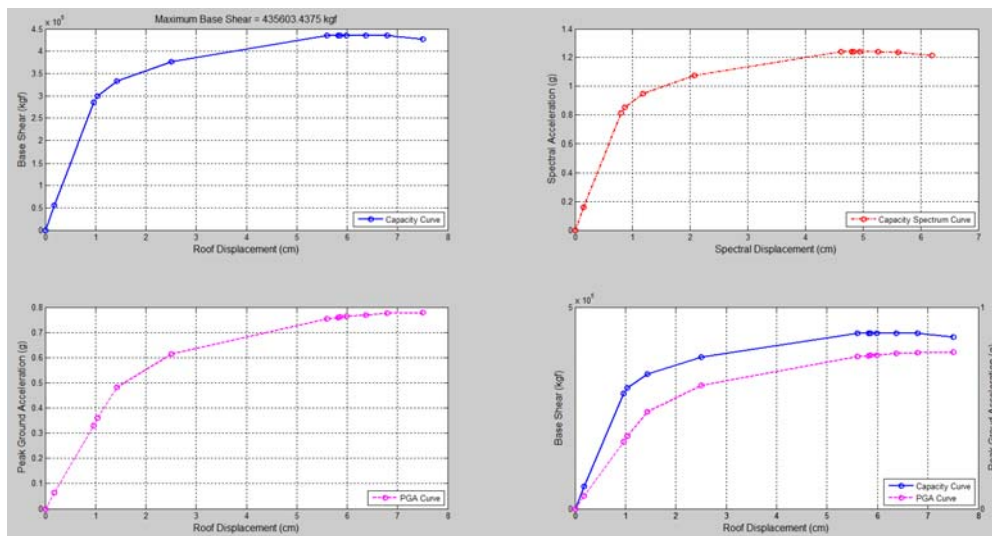 Maximum Base Shear = 435603.4375 kgf
× 10⁵
4.5
4
3.5
3
2.5
2
1.5
1
0.5
0
Base Shear (kgf)
Capacity Curve
0 1 2 3 4 5 6 7 8
Roof Displacement (cm)
1.4
1.2
1
0.8
0.6
0.4
0.2
0
Spectral Acceleration (g)
Capacity Spectrum Curve
0 1 2 3 4 5 6 7
Spectral Displacement (cm)
0.8
0.7
0.6
0.5
0.4
0.3
0.2
0.1
0
Peak Ground Acceleration (g)
PGA Curve
0 1 2 3 4 5 6 7 8
Roof Displacement (cm)
5
Base Shear (kgf)
1
0
Peak Ground Acceleration (g)
Capacity Curve
PGA Curve
0 1 2 3 4 5 6 7 8
Roof Displacement (cm)